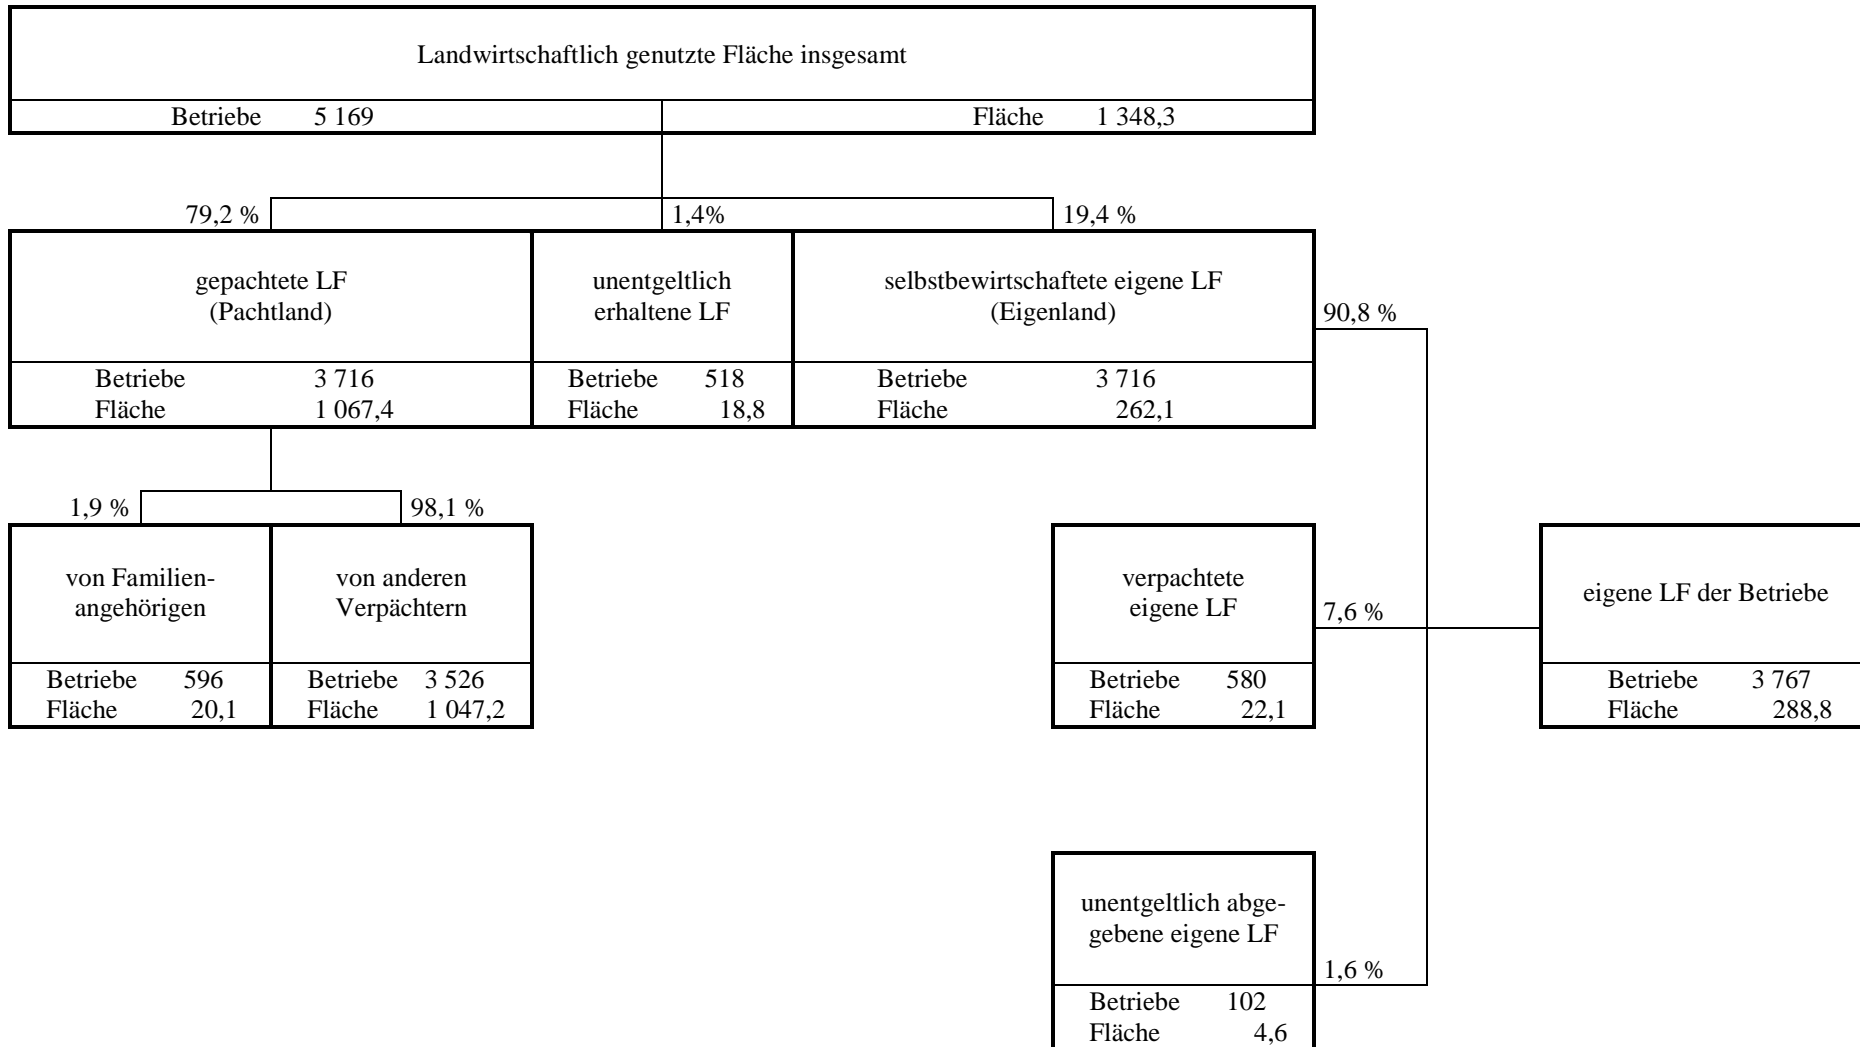 Landwirtschaftlich genutzte Fläche insgesamt
Betriebe 5 169 Fläche 1 348,3
79,2 % 1,4% 19,4 %
gepachtete LF
(Pachtland)
unentgeltlich
erhaltene LF
selbstbewirtschaftete eigene LF
(Eigenland)
90,8 %
Betriebe 3 716
Fläche 1 067,4
Betriebe 518
Fläche 18,8
Betriebe 3 716
Fläche 262,1
1,9 % 98,1 %
von Familien-
angehörigen
von anderen
Verpächtern
verpachtete
eigene LF
7,6 %
eigene LF der Betriebe
Betriebe 596
Fläche 20,1
Betriebe 3 526
Fläche 1 047,2
Betriebe 580
Fläche 22,1
Betriebe 3 767
Fläche 288,8
unentgeltlich abge-
gebene eigene LF
1,6 %
Betriebe 102
Fläche 4,6